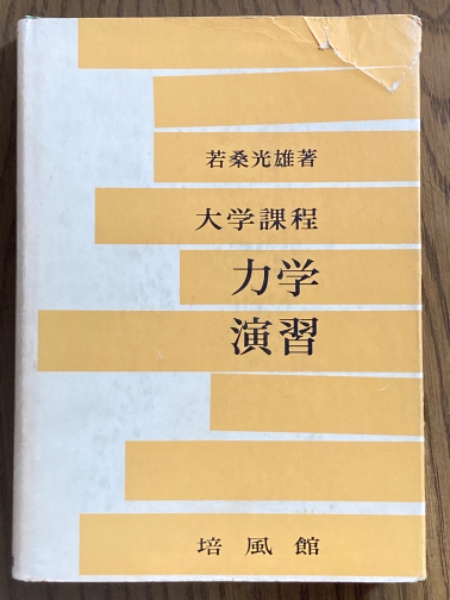 若桑光雄著
大学課程
力学
演習
培風館